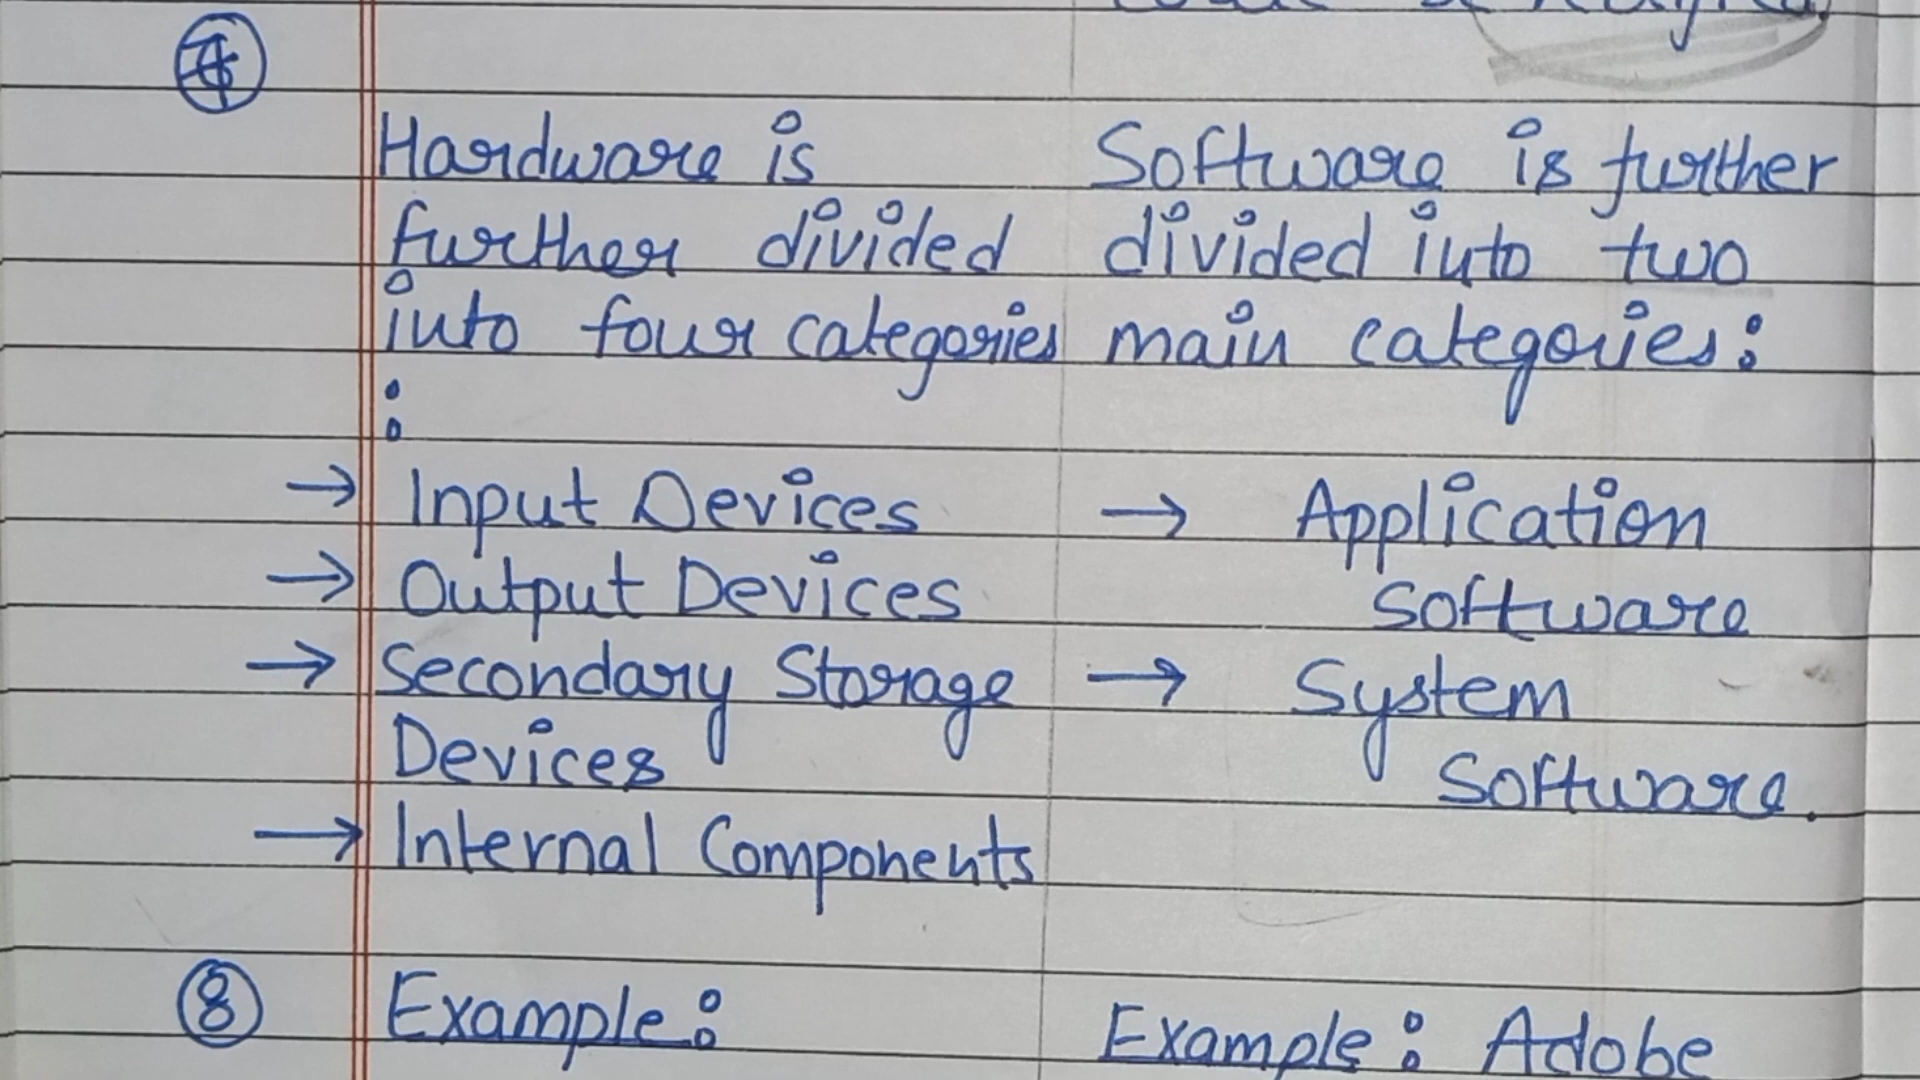 Hardware is
further divided
into four categories
:
→ Input Devices
→ Output Devices
→ Secondary Storage
Devices
→ Internal Components
Software is further
divided into two
main categories:
→ Application
Software
→ System
Software.
8 Example:
Example: Adobe